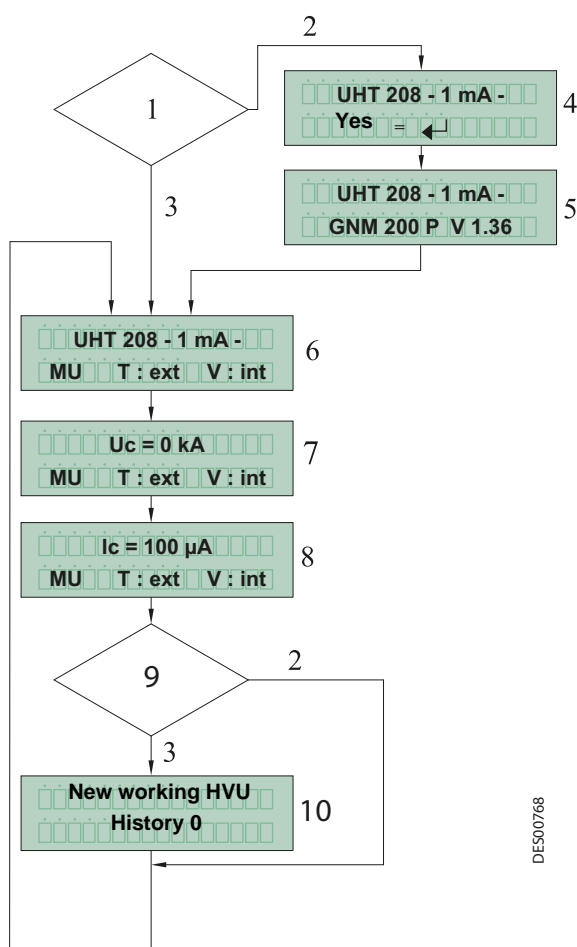 2
1
UHT 208 - 1 mA -
Yes = ↵
4
3
UHT 208 - 1 mA -
GNM 200 P V 1.36
5
UHT 208 - 1 mA -
MU T : ext V : int
6
Uc = 0 kA
MU T : ext V : int
7
Ic = 100 µA
MU T : ext V : int
8
9
2
3
New working HVU
History 0
10
DES00768